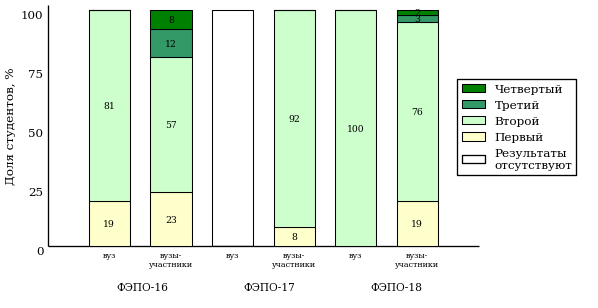 Доля студентов, %
100
75
50
25
0
19
81
23
57
12
8
8
92
100
19
76
3
2
вуз
вузы-
участники
вуз
вузы-
участники
вуз
вузы-
участники
ФЭПО-16
ФЭПО-17
ФЭПО-18
Четвертый
Третий
Второй
Первый
Результаты
отсутствуют